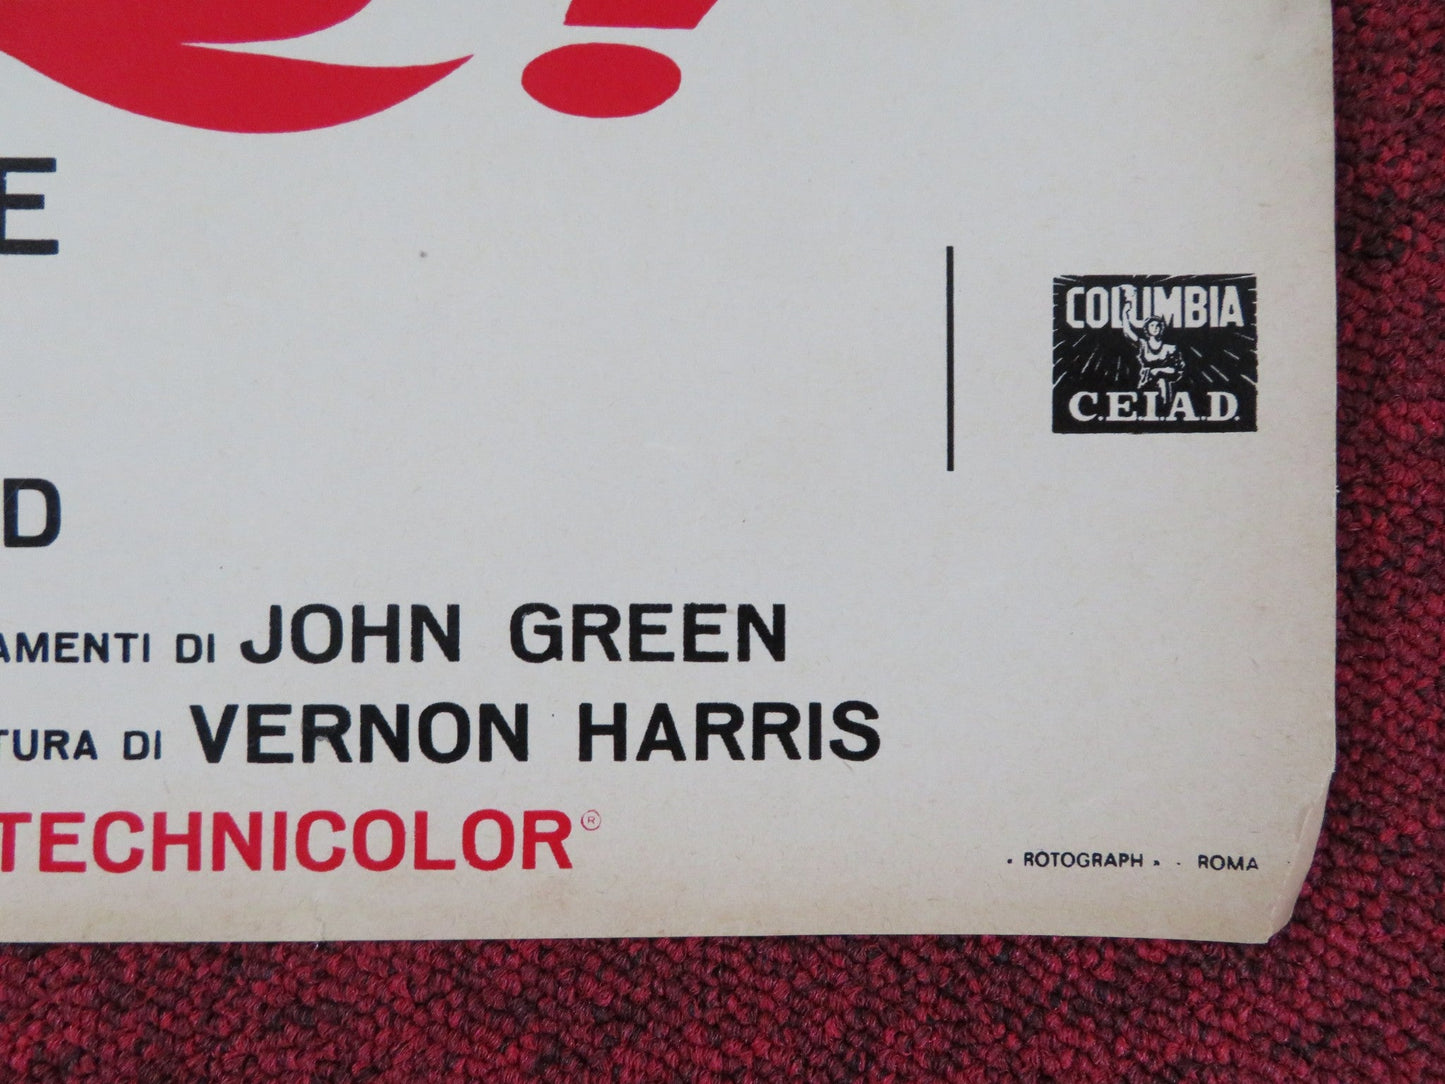 !
E
COLUMBIA
C.E.I.A.D.
D
AMENTI DI JOHN GREEN
TURA DI VERNON HARRIS
TECHNICOLOR®
« ROTOGRAPH » - ROMA